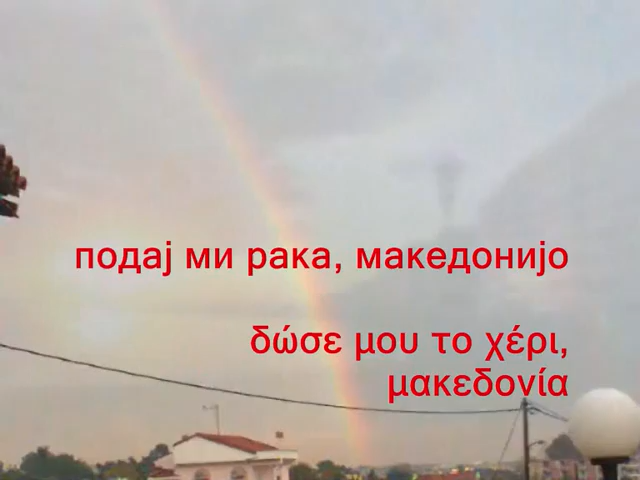 подај ми рака, македонијо
δώσε μου το χέρι,
μακεδονία